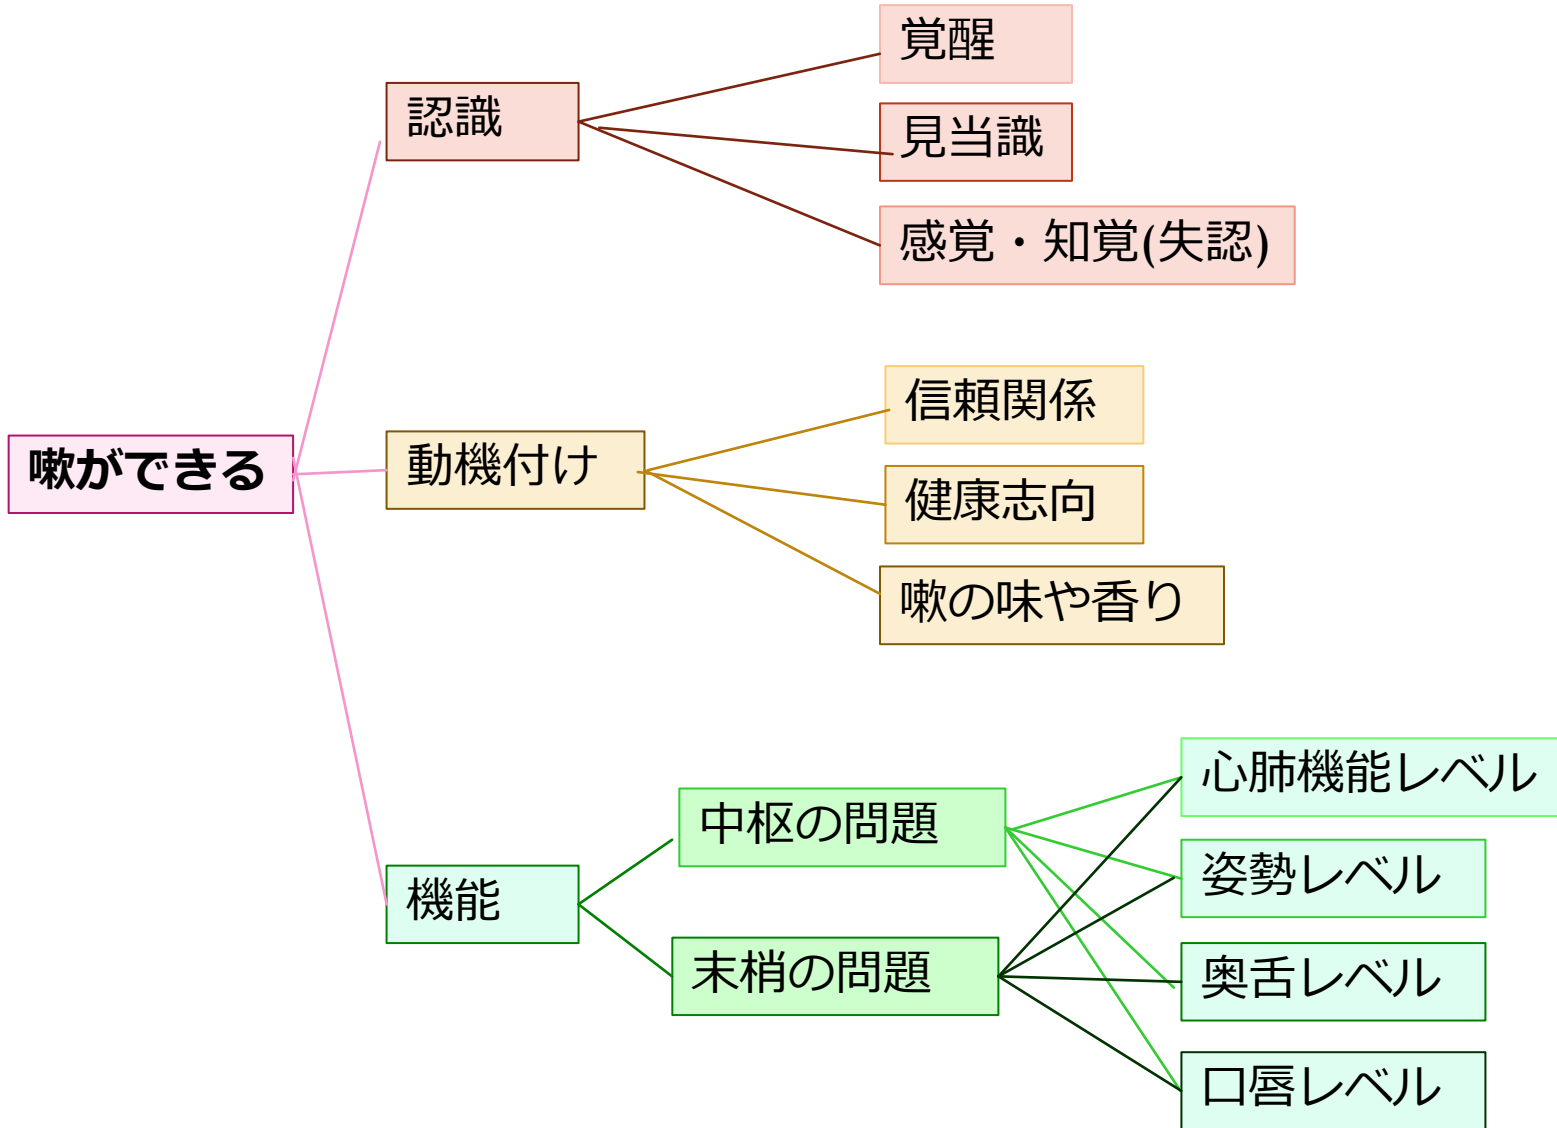 嗽ができる
認識
覚醒
見当識
感覚・知覚(失認)
動機付け
信頼関係
健康志向
嗽の味や香り
機能
中枢の問題
末梢の問題
心肺機能レベル
姿勢レベル
奥舌レベル
口唇レベル